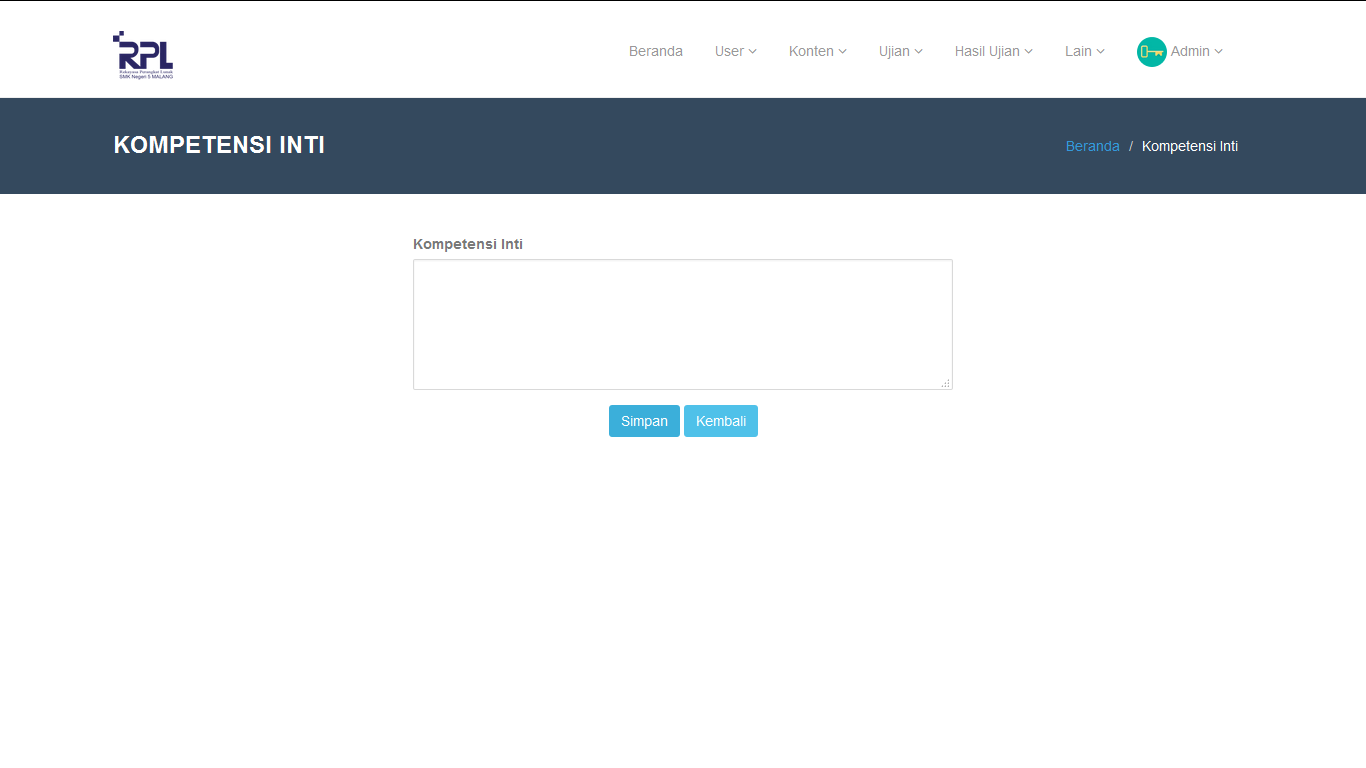 RPL
Rekayasa Perangkat Lunak
SMK Negeri 5 MALANG
Beranda
User
Konten
Ujian
Hasil Ujian
Lain
Admin
KOMPETENSI INTI
Beranda / Kompetensi Inti
Kompetensi Inti
Simpan
Kembali